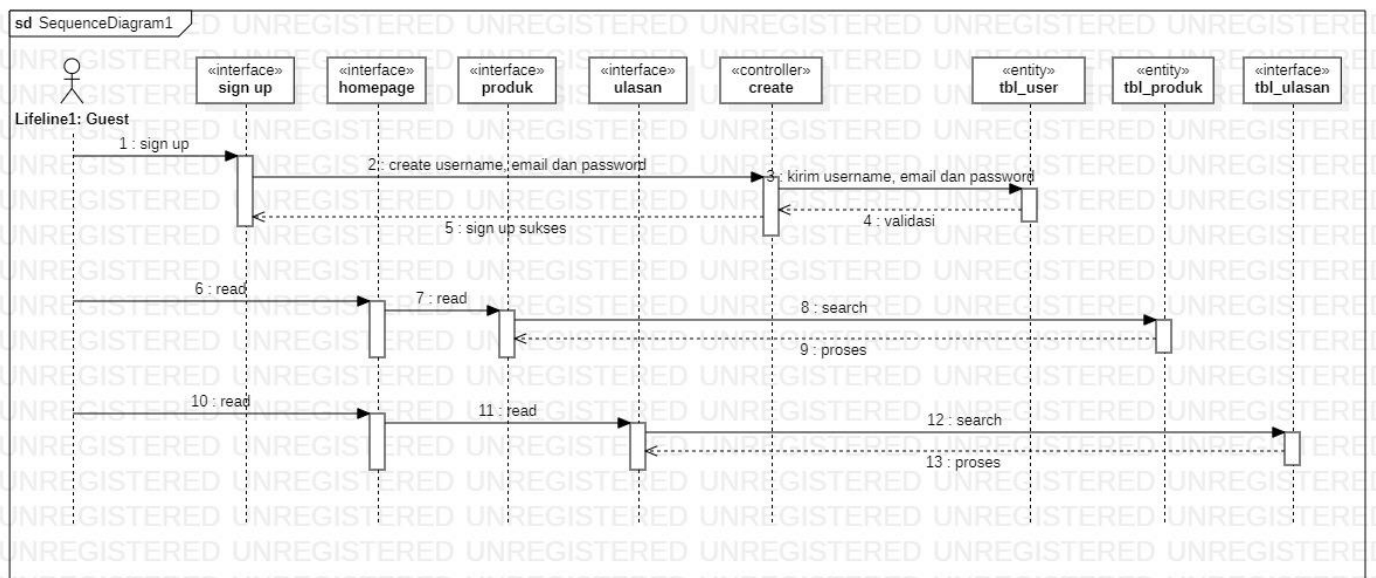 sd SequenceDiagram1
«interface»
sign up
«interface»
homepage
«interface»
produk
«interface»
ulasan
«controller»
create
«entity»
tbl_user
«entity»
tbl_produk
«interface»
tbl_ulasan
Lifeline1: Guest
1 : sign up
2 : create username, email dan password
3 : kirim username, email dan password
4 : validasi
5 : sign up sukses
6 : read
7 : read
8 : search
9 : proses
10 : read
11 : read
12 : search
13 : proses
UNREGISTERED